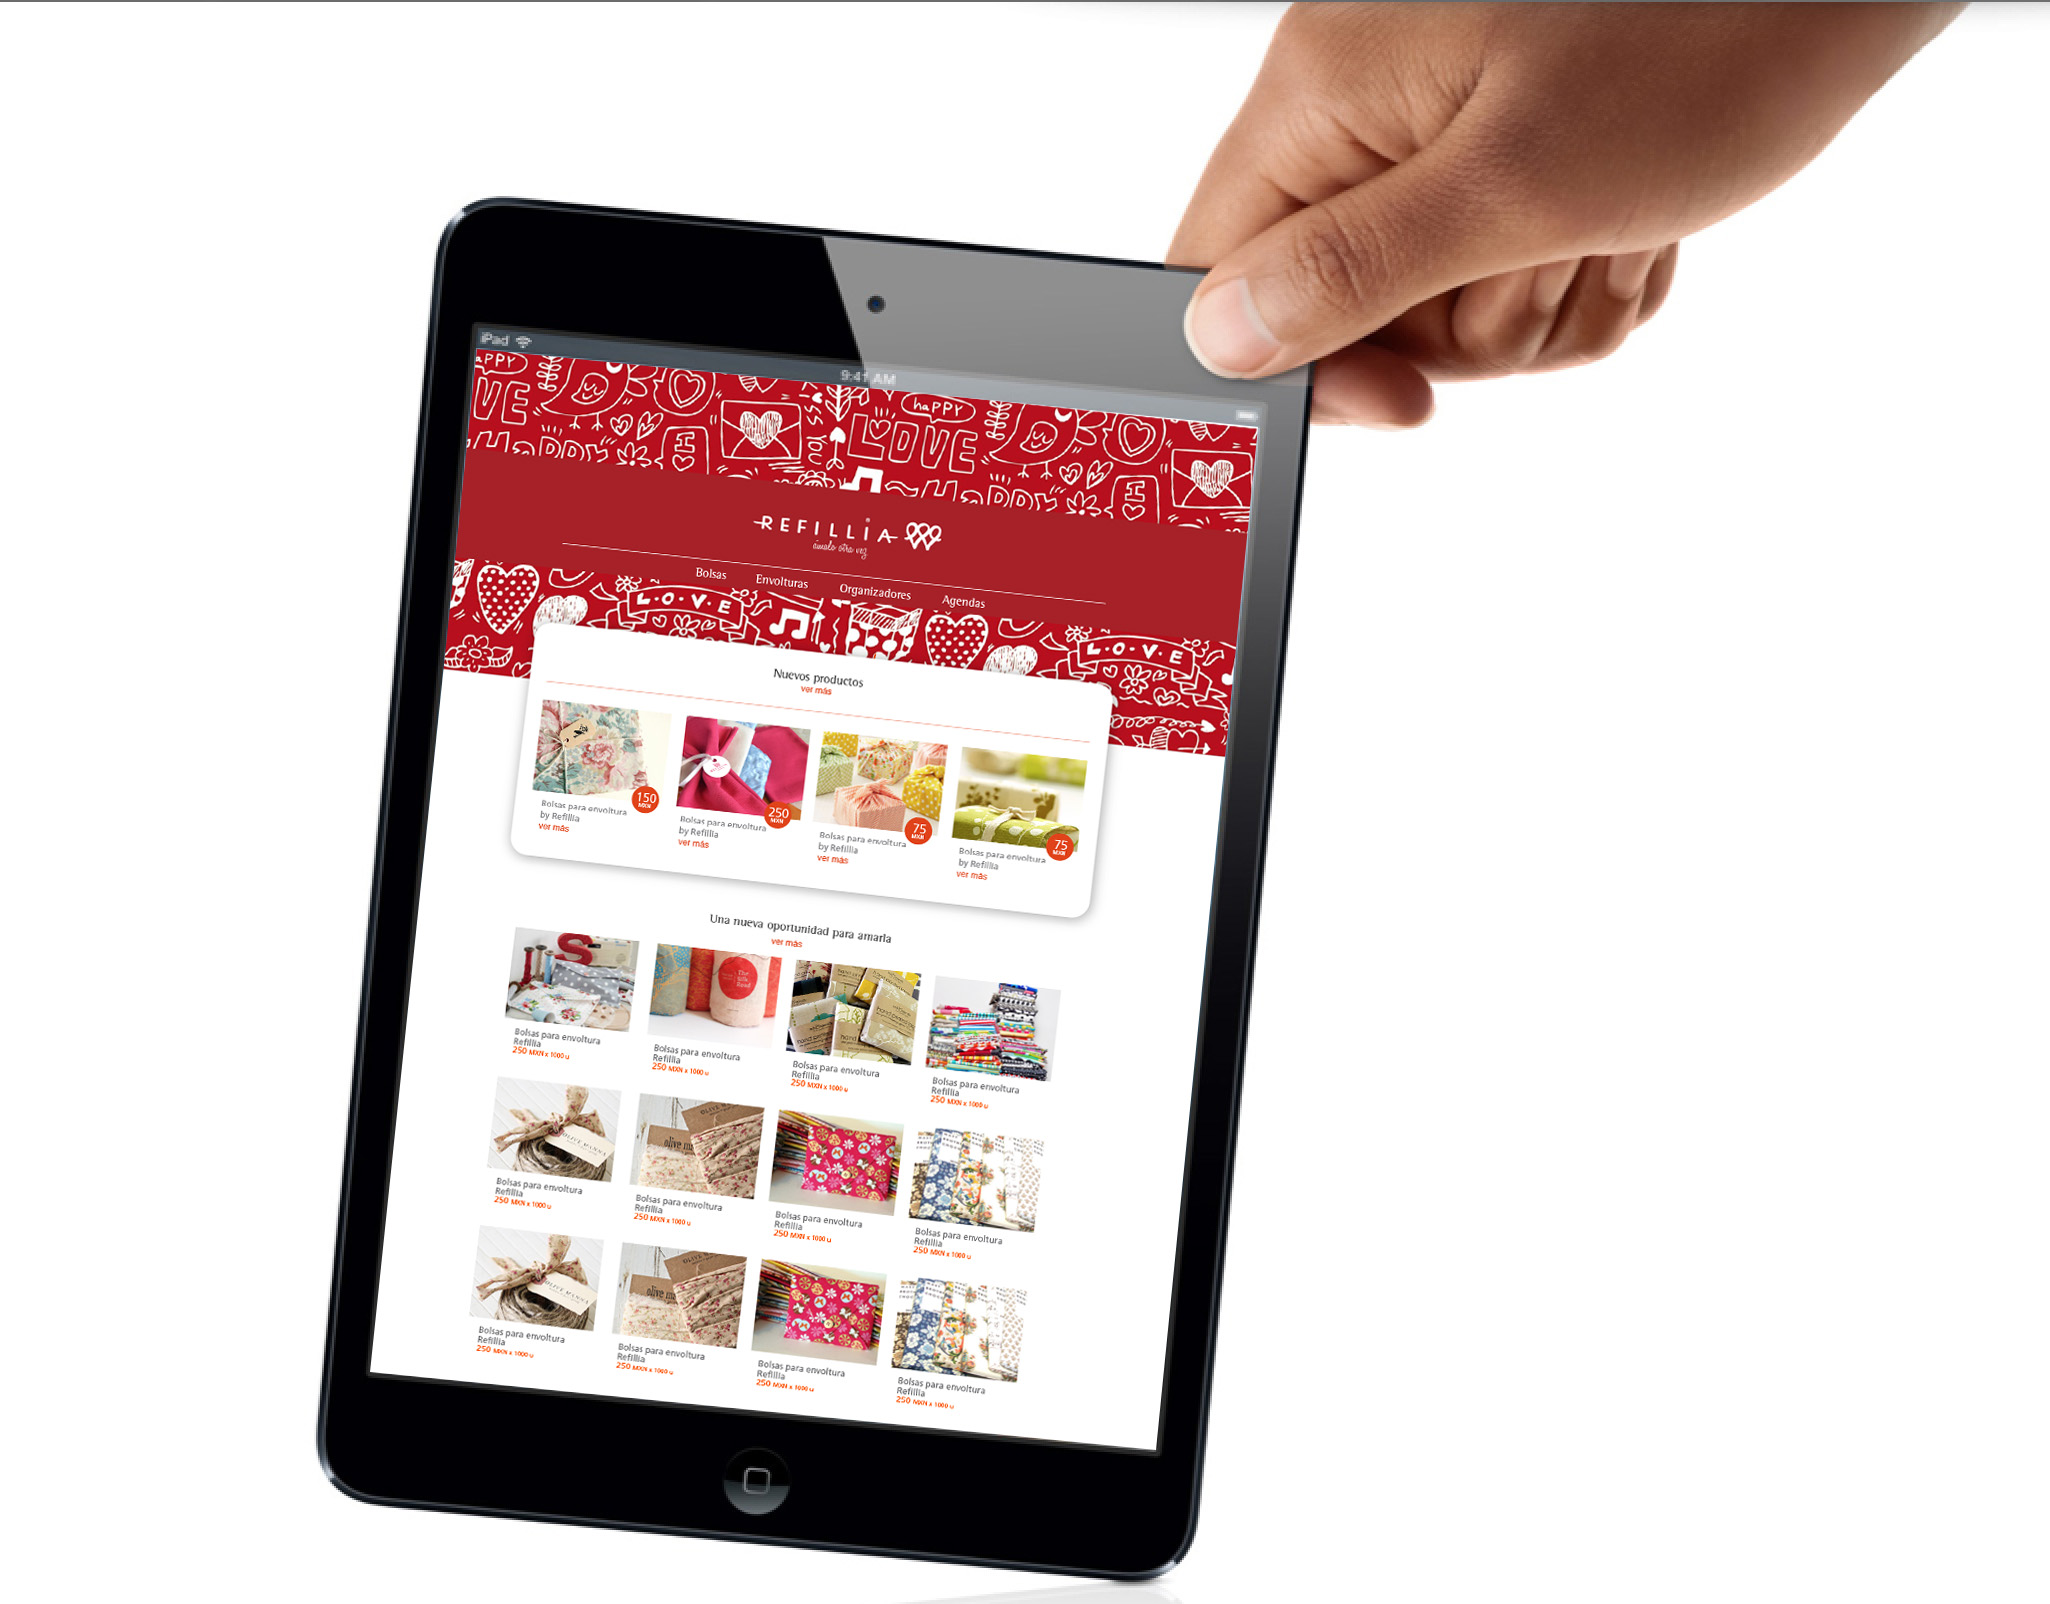 iPad
9:41 AM
haPPY
LOVE
HaPPY
REFILLiA
ámalo otra vez
Bolsas Envolturas Organizadores Agendas
L·O·V·E
L·O·V·E
Nuevos productos
ver más
150 MXN
Bolsas para envoltura
by Refillia
ver más
250 MXN
Bolsas para envoltura
by Refillia
ver más
75 MXN
Bolsas para envoltura
by Refillia
ver más
75 MXN
Bolsas para envoltura
by Refillia
ver más
Una nueva oportunidad para amarla
ver más
Bolsas para envoltura
Refillia
250 MXN x 1000 u
Bolsas para envoltura
Refillia
250 MXN x 1000 u
Bolsas para envoltura
Refillia
250 MXN x 1000 u
Bolsas para envoltura
Refillia
250 MXN x 1000 u
OLIVE MANNA
Bolsas para envoltura
Refillia
250 MXN x 1000 u
Bolsas para envoltura
Refillia
250 MXN x 1000 u
Bolsas para envoltura
Refillia
250 MXN x 1000 u
Bolsas para envoltura
Refillia
250 MXN x 1000 u
OLIVE MANNA
Bolsas para envoltura
Refillia
250 MXN x 1000 u
Bolsas para envoltura
Refillia
250 MXN x 1000 u
Bolsas para envoltura
Refillia
250 MXN x 1000 u
Bolsas para envoltura
Refillia
250 MXN x 1000 u